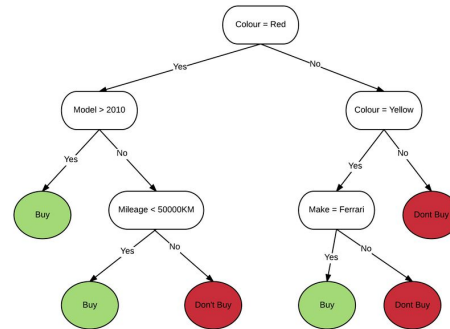 Colour = Red
Yes
No
Model > 2010
Colour = Yellow
Yes
No
Yes
No
Buy
Mileage < 50000KM
Make = Ferrari
Dont Buy
Yes
No
Yes
No
Buy
Don't Buy
Buy
Dont Buy